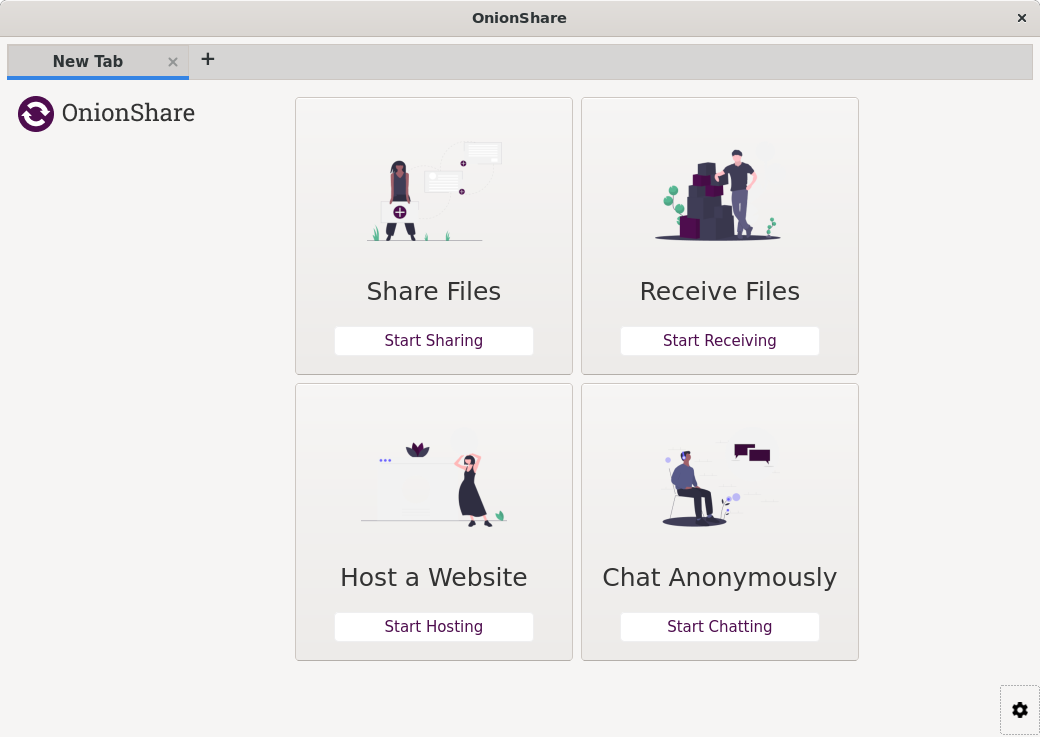 OnionShare
New Tab
OnionShare
Share Files
Start Sharing
Receive Files
Start Receiving
Host a Website
Start Hosting
Chat Anonymously
Start Chatting